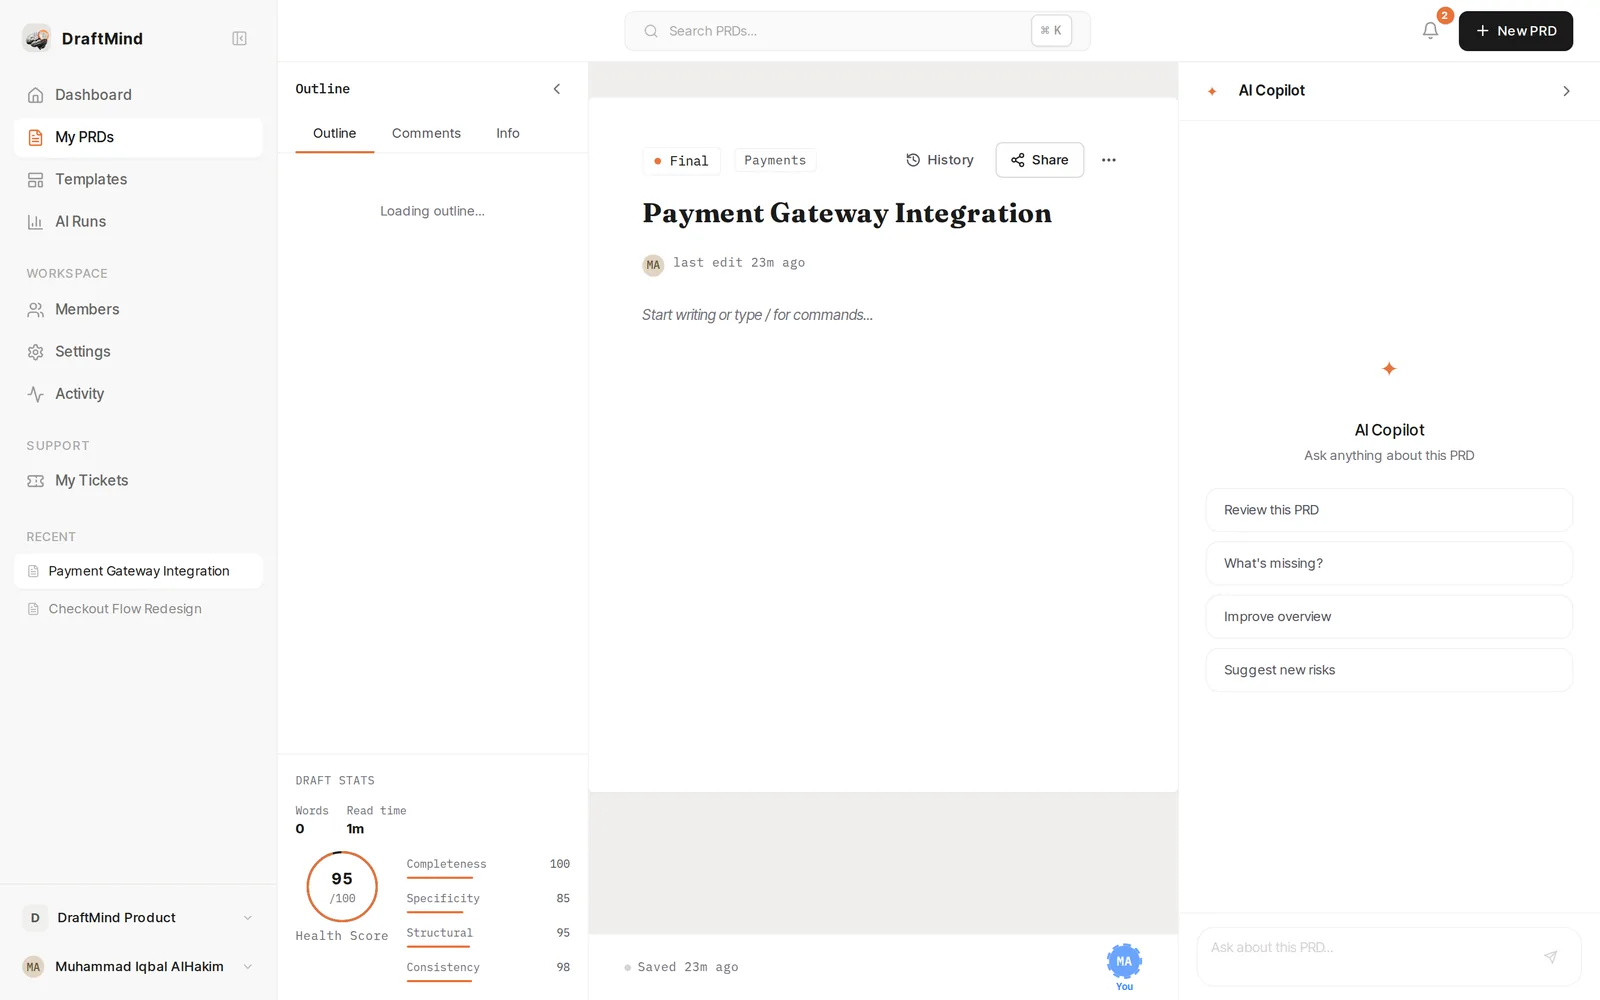 DraftMind
Dashboard
My PRDs
Templates
AI Runs
WORKSPACE
Members
Settings
Activity
SUPPORT
My Tickets
RECENT
Payment Gateway Integration
Checkout Flow Redesign
D DraftMind Product
MA Muhammad Iqbal AlHakim
Search PRDs...
⌘ K
2
+ New PRD
Outline
Outline Comments Info
Loading outline...
DRAFT STATS
Words Read time
0 1m
95
/100
Health Score
Completeness 100
Specificity 85
Structural 95
Consistency 98
Final Payments History Share
Payment Gateway Integration
MA last edit 23m ago
Start writing or type / for commands...
Saved 23m ago
MA
You
AI Copilot
AI Copilot
Ask anything about this PRD
Review this PRD
What's missing?
Improve overview
Suggest new risks
Ask about this PRD...